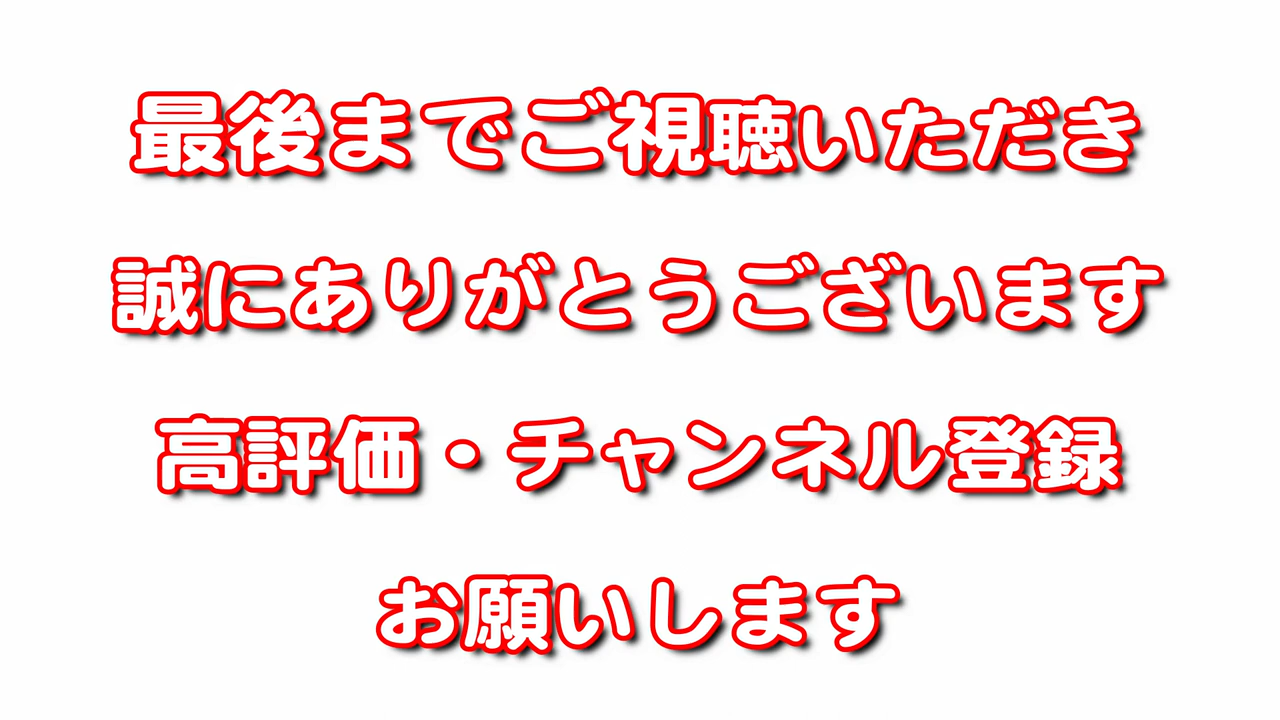 最後までご視聴いただき
誠にありがとうございます
高評価・チャンネル登録
お願いします